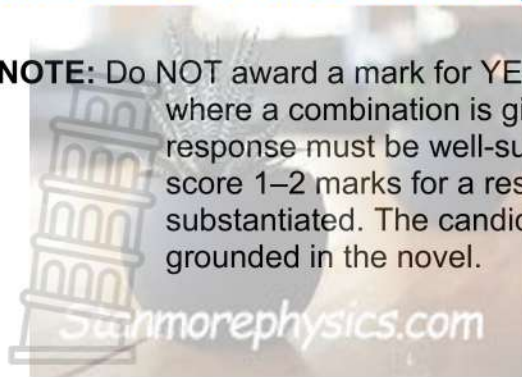 NOTE: Do NOT award a mark for YE
where a combination is g
response must be well-su
score 1–2 marks for a res
substantiated. The candid
grounded in the novel.
Stanmorephysics.com